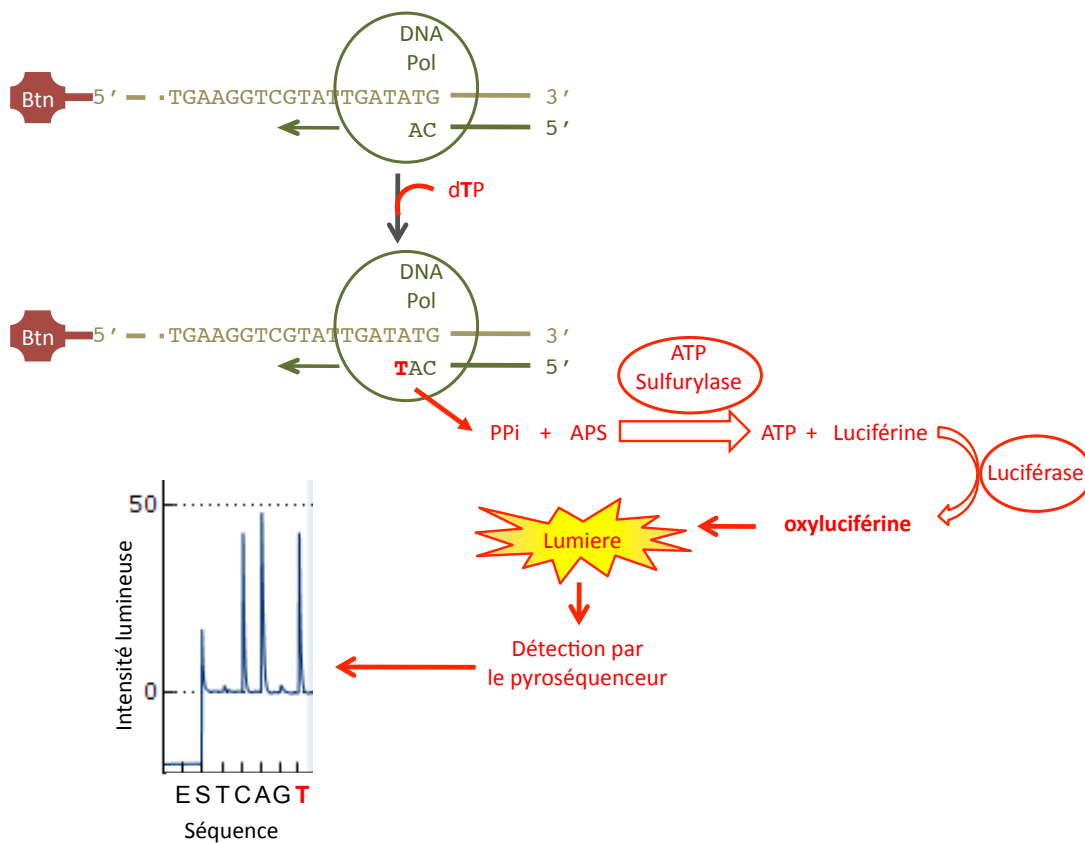 DNA
Pol
Btn 5’ TGAAGGTCGTATTGATATG 3’
AC 5’
dTP
DNA
Pol
Btn 5’ TGAAGGTCGTATTGATATG 3’
TAC 5’
ATP
Sulfurylase
PPi + APS ATP + Luciférine
Luciférase
oxyluciférine
Lumiere
Détection par
le pyroséquenceur
50
0
Intensité lumineuse
E S T C A G T
Séquence